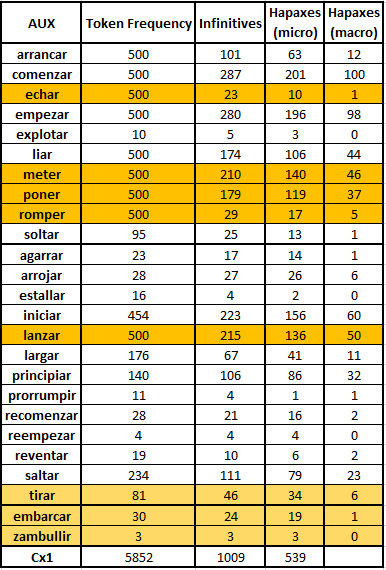 AUX Token Frequency Infinitives Hapaxes (micro) Hapaxes (macro)
arrancar 500 101 63 12
comenzar 500 287 201 100
echar 500 23 10 1
empezar 500 280 196 98
explotar 10 5 3 0
liar 500 174 106 44
meter 500 210 140 46
poner 500 179 119 37
romper 500 29 17 5
soltar 95 25 13 1
agarrar 23 17 14 1
arrojar 28 27 26 6
estallar 16 4 2 0
iniciar 454 223 156 60
lanzar 500 215 136 50
largar 176 67 41 11
principiar 140 106 86 32
prorrumpir 11 4 1 1
recomenzar 28 21 16 2
reempezar 4 4 4 0
reventar 19 10 6 2
saltar 234 111 79 23
tirar 81 46 34 6
embarcar 30 24 19 1
zambullir 3 3 3 0
Cx1 5852 1009 539